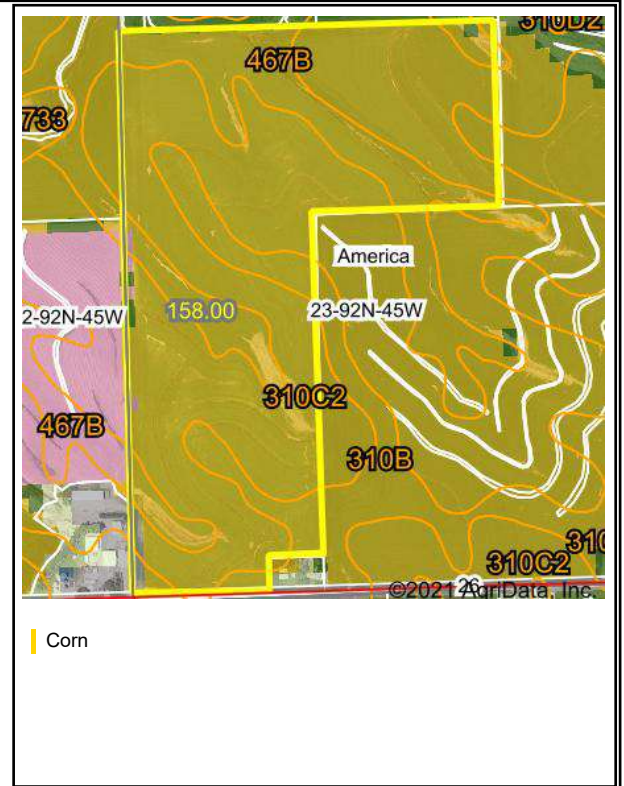 310D2
467B
733
America
2-92N-45W
158.00
23-92N-45W
310C2
467B
310B
310C2
310
26
©2021 AgriData, Inc.
Corn